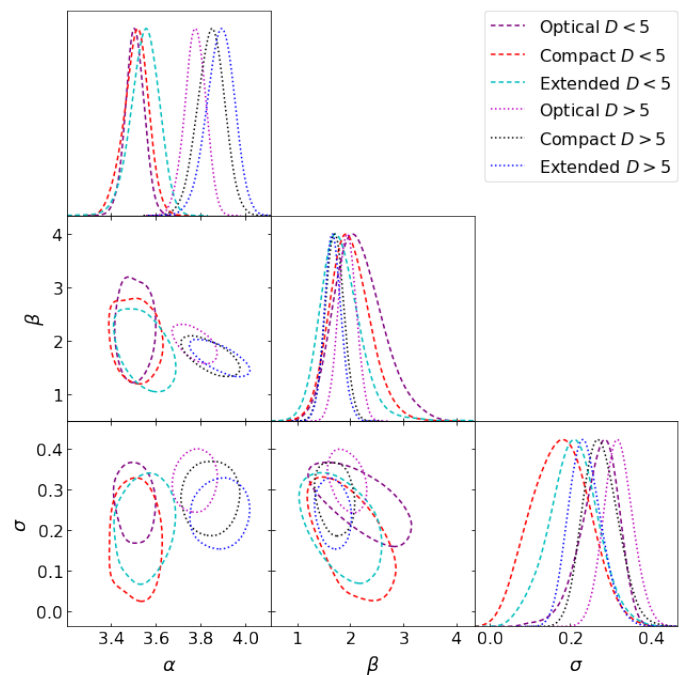 Optical D < 5
Compact D < 5
Extended D < 5
Optical D > 5
Compact D > 5
Extended D > 5
4
3
2
1
β
0.4
0.3
0.2
0.1
0.0
σ
3.4 3.6 3.8 4.0
1 2 3 4
0.0 0.2 0.4
α β σ